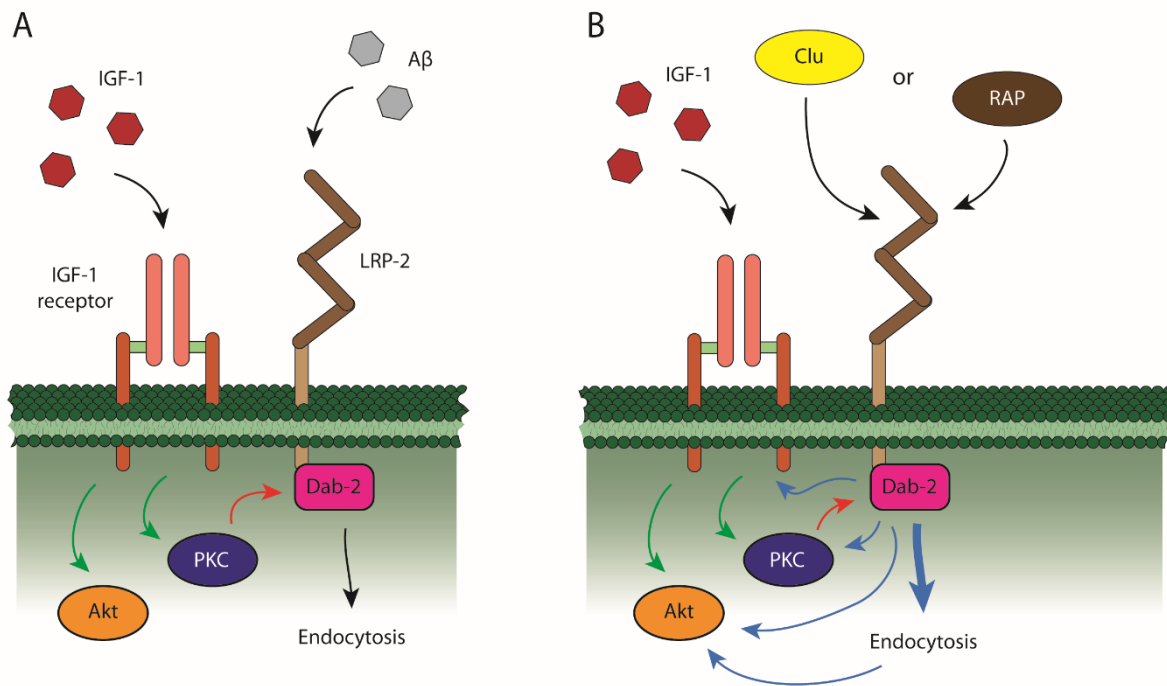 A
IGF-1
Aβ
IGF-1
receptor
LRP-2
Dab-2
PKC
Akt
Endocytosis
B
IGF-1
Clu
or
RAP
Dab-2
PKC
Akt
Endocytosis